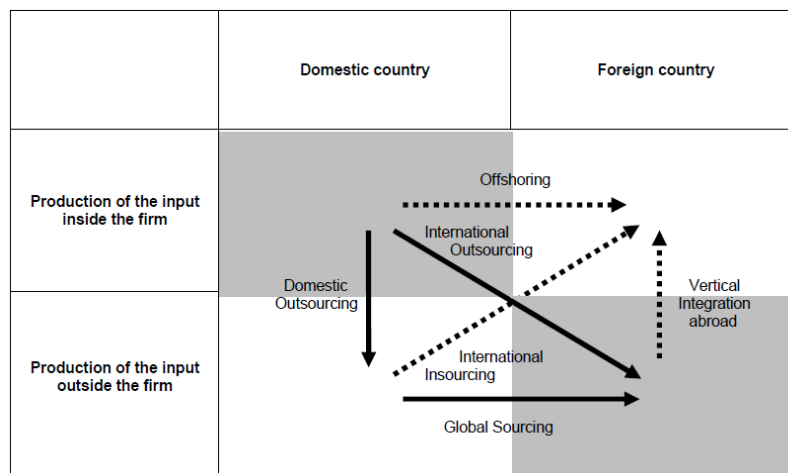 Domestic country
Foreign country
Production of the input
inside the firm
Offshoring
International
Outsourcing
Domestic
Outsourcing
Vertical
Integration
abroad
Production of the input
outside the firm
International
Insourcing
Global Sourcing